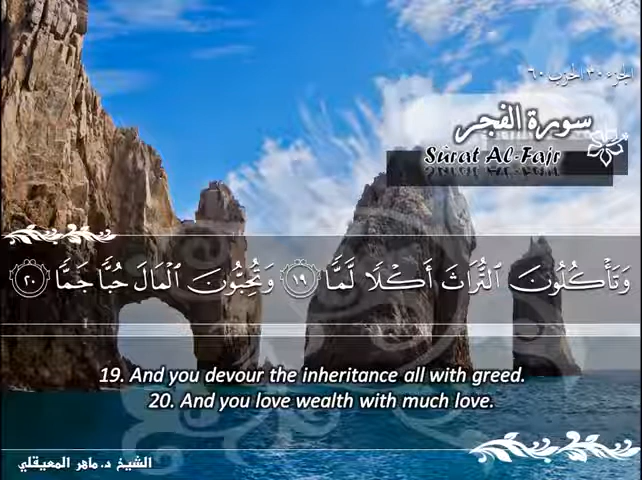 الجزء ٣٠ الحزب ٦٠
سورة الفجر
Sûrat Al-Fajr
وَتَأْكُلُونَ ٱلتُّرَاثَ أَكْلًا لَّمًّا ١٩ وَتُحِبُّونَ ٱلْمَالَ حُبًّا جَمًّا ٢٠
19. And you devour the inheritance all with greed.
20. And you love wealth with much love.
الشيخ د. ماهر المعيقلي